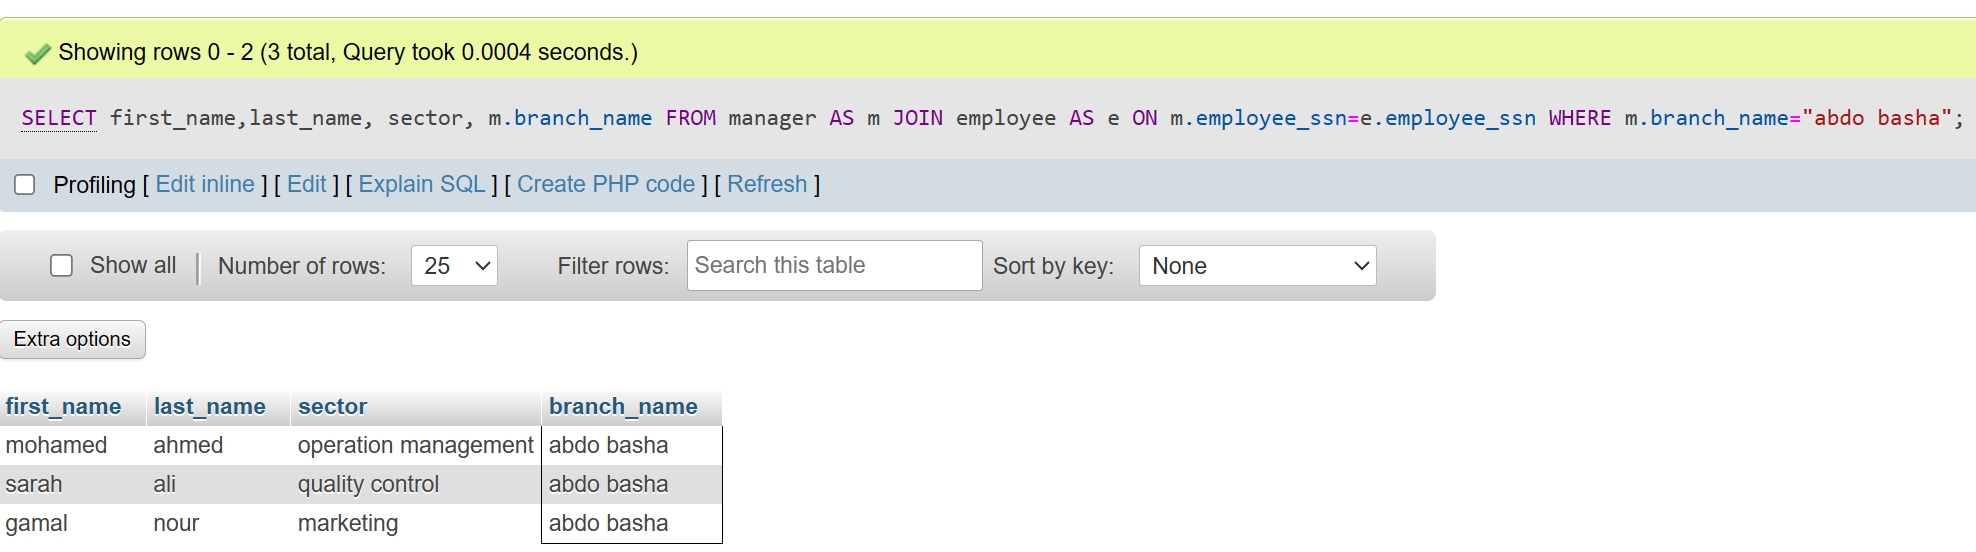 Showing rows 0 - 2 (3 total, Query took 0.0004 seconds.)
SELECT first_name,last_name, sector, m.branch_name FROM manager AS m JOIN employee AS e ON m.employee_ssn=e.employee_ssn WHERE m.branch_name="abdo basha";
Profiling [ Edit inline ] [ Edit ] [ Explain SQL ] [ Create PHP code ] [ Refresh ]
Show all | Number of rows: 25 Filter rows: Search this table Sort by key: None
Extra options
first_name last_name sector branch_name
mohamed ahmed operation management abdo basha
sarah ali quality control abdo basha
gamal nour marketing abdo basha